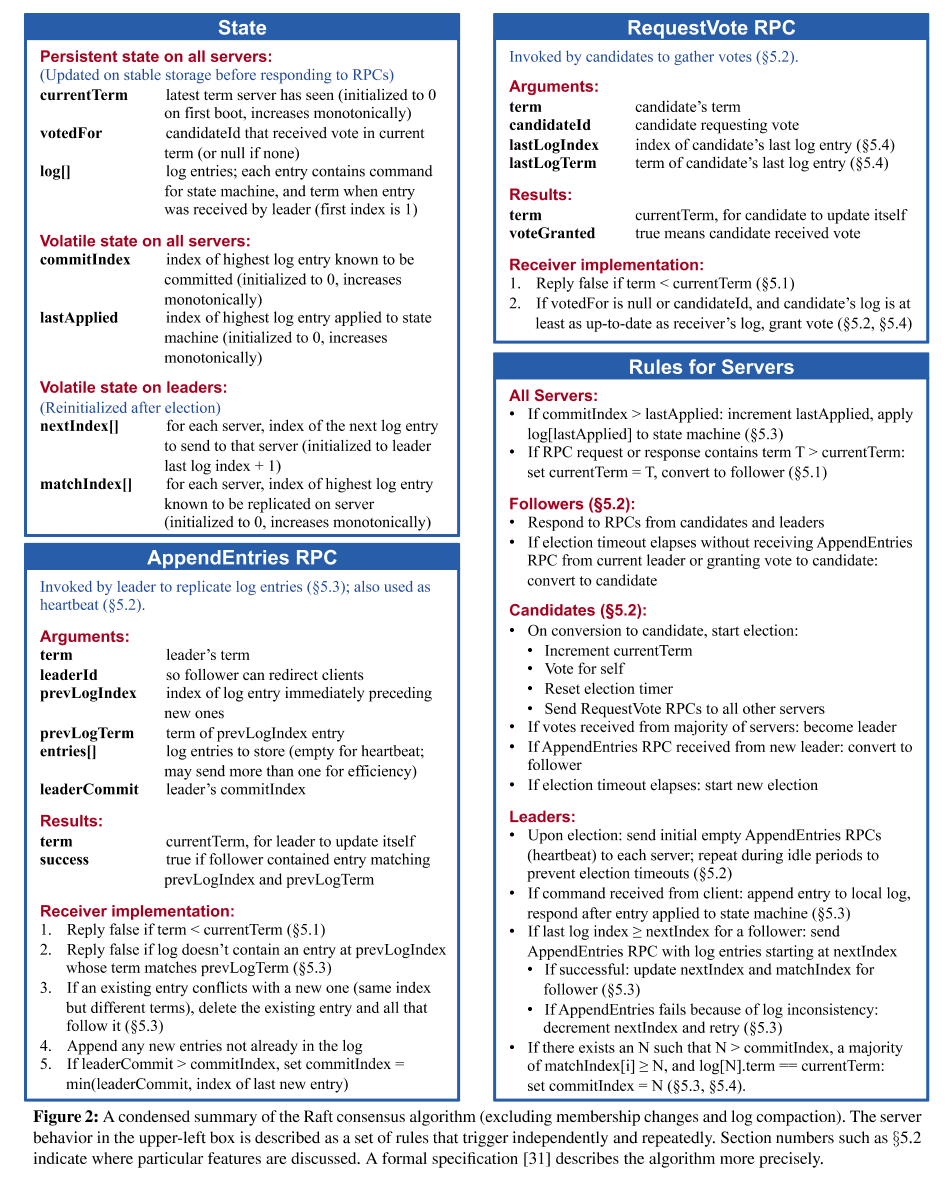 State
Persistent state on all servers:
(Updated on stable storage before responding to RPCs)
currentTerm latest term server has seen (initialized to 0
on first boot, increases monotonically)
votedFor candidateId that received vote in current
term (or null if none)
log[] log entries; each entry contains command
for state machine, and term when entry
was received by leader (first index is 1)
Volatile state on all servers:
commitIndex index of highest log entry known to be
committed (initialized to 0, increases
monotonically)
lastApplied index of highest log entry applied to state
machine (initialized to 0, increases
monotonically)
Volatile state on leaders:
(Reinitialized after election)
nextIndex[] for each server, index of the next log entry
to send to that server (initialized to leader
last log index + 1)
matchIndex[] for each server, index of highest log entry
known to be replicated on server
(initialized to 0, increases monotonically)
AppendEntries RPC
Invoked by leader to replicate log entries (§5.3); also used as
heartbeat (§5.2).
Arguments:
term leader's term
leaderId so follower can redirect clients
prevLogIndex index of log entry immediately preceding
new ones
prevLogTerm term of prevLogIndex entry
entries[] log entries to store (empty for heartbeat;
may send more than one for efficiency)
leaderCommit leader's commitIndex
Results:
term currentTerm, for leader to update itself
success true if follower contained entry matching
prevLogIndex and prevLogTerm
Receiver implementation:
1. Reply false if term < currentTerm (§5.1)
2. Reply false if log doesn't contain an entry at prevLogIndex
whose term matches prevLogTerm (§5.3)
3. If an existing entry conflicts with a new one (same index
but different terms), delete the existing entry and all that
follow it (§5.3)
4. Append any new entries not already in the log
5. If leaderCommit > commitIndex, set commitIndex =
min(leaderCommit, index of last new entry)
RequestVote RPC
Invoked by candidates to gather votes (§5.2).
Arguments:
term candidate's term
candidateId candidate requesting vote
lastLogIndex index of candidate's last log entry (§5.4)
lastLogTerm term of candidate's last log entry (§5.4)
Results:
term currentTerm, for candidate to update itself
voteGranted true means candidate received vote
Receiver implementation:
1. Reply false if term < currentTerm (§5.1)
2. If votedFor is null or candidateId, and candidate's log is at
least as up-to-date as receiver's log, grant vote (§5.2, §5.4)
Rules for Servers
All Servers:
• If commitIndex > lastApplied: increment lastApplied, apply
log[lastApplied] to state machine (§5.3)
• If RPC request or response contains term T > currentTerm:
set currentTerm = T, convert to follower (§5.1)
Followers (§5.2):
• Respond to RPCs from candidates and leaders
• If election timeout elapses without receiving AppendEntries
RPC from current leader or granting vote to candidate:
convert to candidate
Candidates (§5.2):
• On conversion to candidate, start election:
• Increment currentTerm
• Vote for self
• Reset election timer
• Send RequestVote RPCs to all other servers
• If votes received from majority of servers: become leader
• If AppendEntries RPC received from new leader: convert to
follower
• If election timeout elapses: start new election
Leaders:
• Upon election: send initial empty AppendEntries RPCs
(heartbeat) to each server; repeat during idle periods to
prevent election timeouts (§5.2)
• If command received from client: append entry to local log,
respond after entry applied to state machine (§5.3)
• If last log index ≥ nextIndex for a follower: send
AppendEntries RPC with log entries starting at nextIndex
• If successful: update nextIndex and matchIndex for
follower (§5.3)
• If AppendEntries fails because of log inconsistency:
decrement nextIndex and retry (§5.3)
• If there exists an N such that N > commitIndex, a majority
of matchIndex[i] ≥ N, and log[N].term == currentTerm:
set commitIndex = N (§5.3, §5.4).
Figure 2: A condensed summary of the Raft consensus algorithm (excluding membership changes and log compaction). The server
behavior in the upper-left box is described as a set of rules that trigger independently and repeatedly. Section numbers such as §5.2
indicate where particular features are discussed. A formal specification [31] describes the algorithm more precisely.